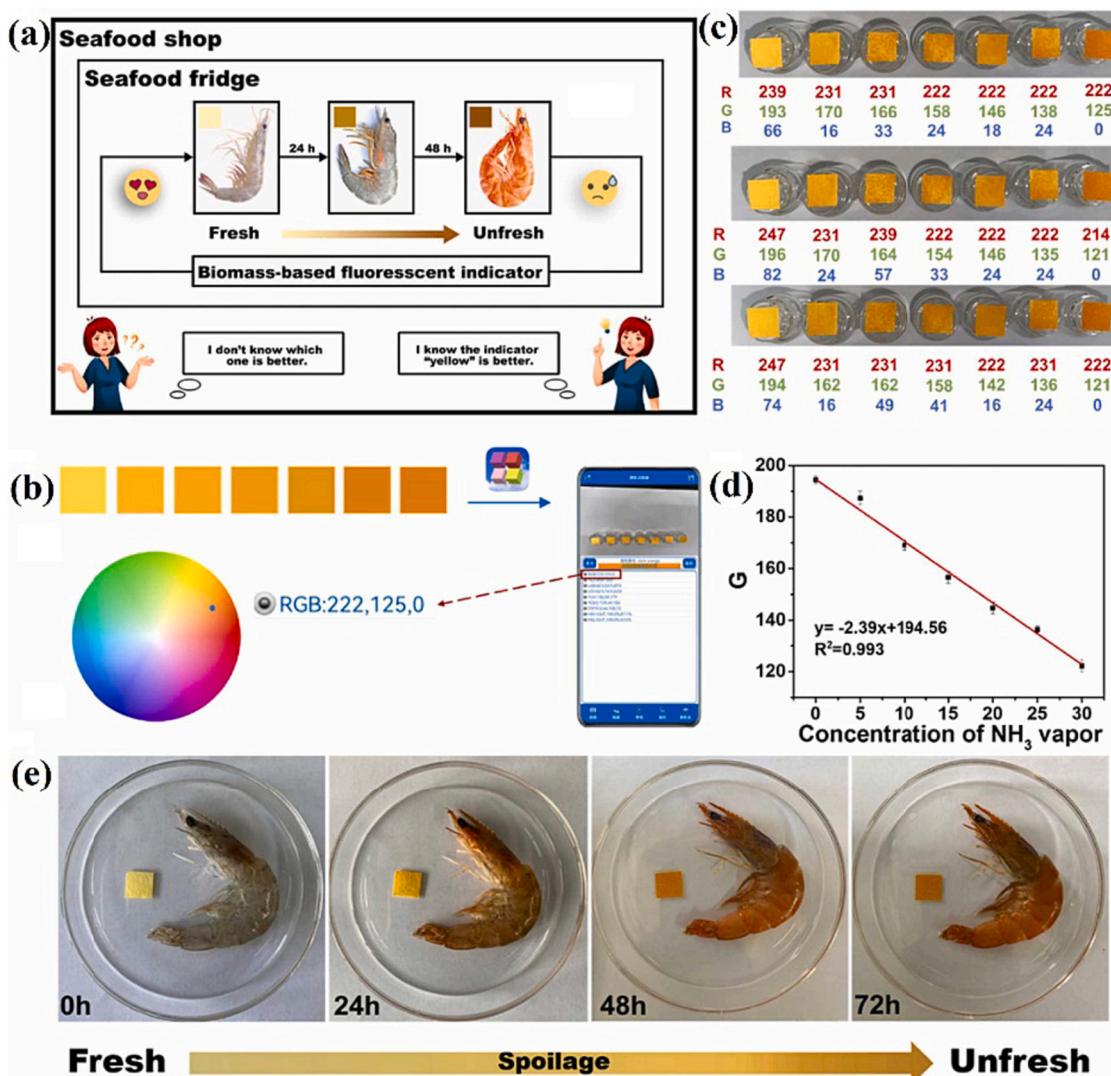 (a)
Seafood shop
Seafood fridge
24 h
48 h
Fresh
Unfresh
Biomass-based fluoresscent indicator
???
I don't know which
one is better.
I know the indicator
"yellow" is better.
(b)
RGB:222,125,0
(c)
R 239 231 231 222 222 222 222
G 193 170 166 158 146 138 125
B 66 16 33 24 18 24 0
R 247 231 239 222 222 222 214
G 196 170 164 154 146 135 121
B 82 24 57 33 24 24 0
R 247 231 231 231 222 231 222
G 194 162 162 158 142 136 121
B 74 16 49 41 16 24 0
(d)
200
180
160
140
120
G
y= -2.39x+194.56
R²=0.993
0 5 10 15 20 25 30
Concentration of NH₃ vapor
(e)
0h
24h
48h
72h
Fresh
Spoilage
Unfresh